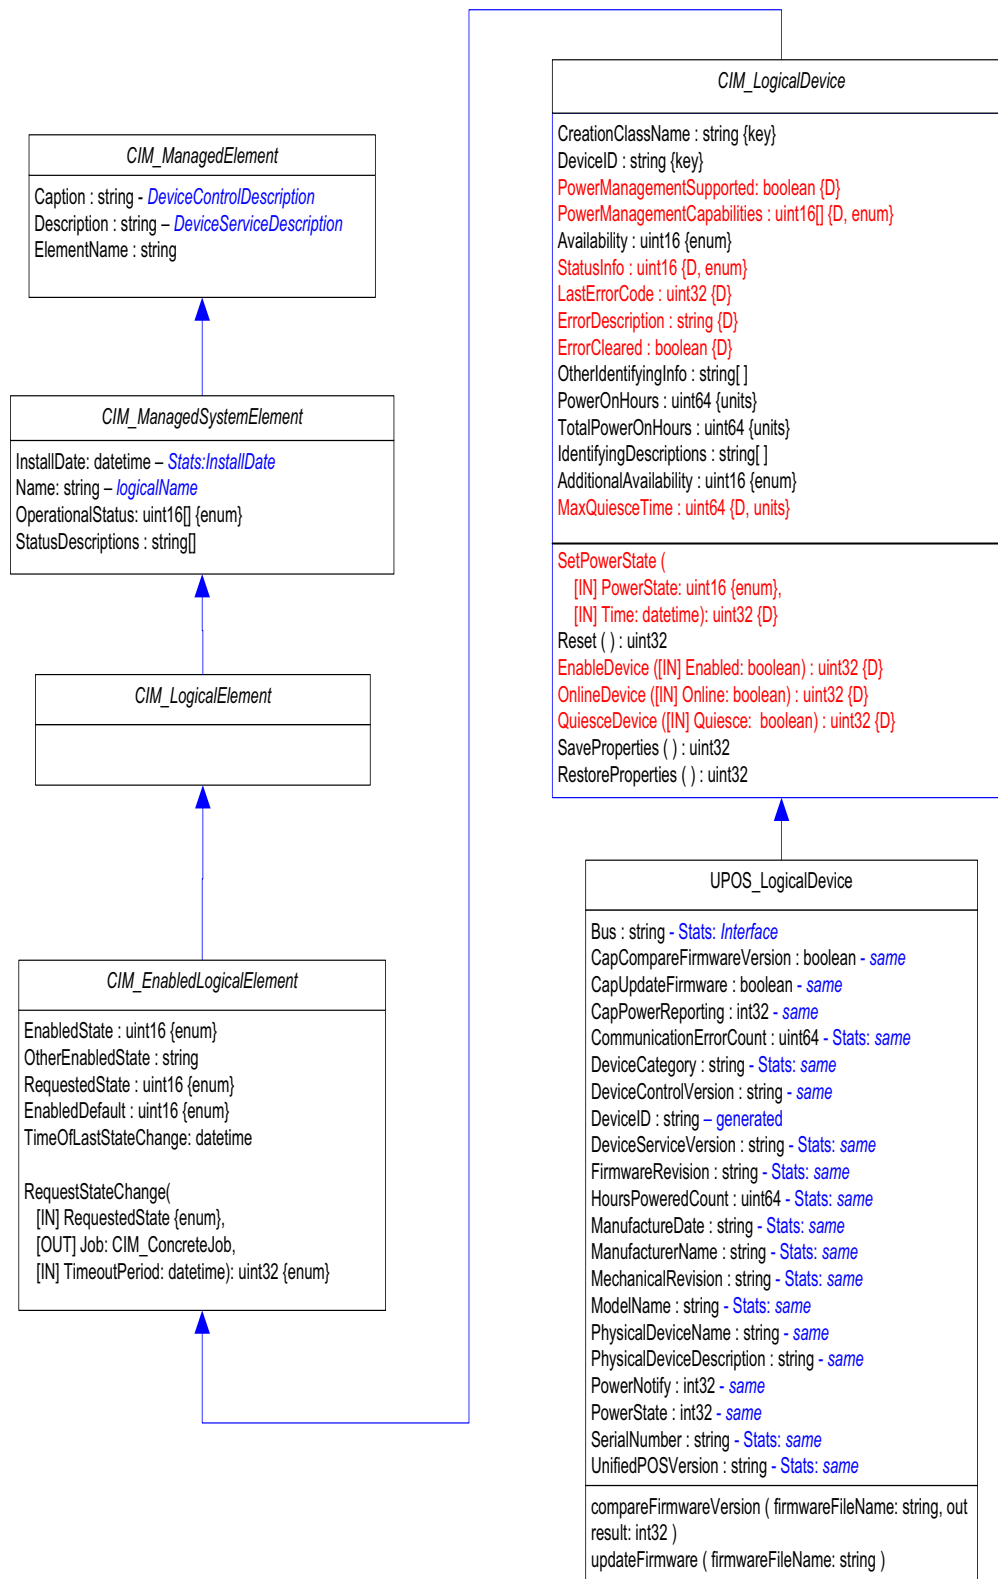 CIM_ManagedElement
Caption : string - DeviceControlDescription
Description : string – DeviceServiceDescription
ElementName : string
CIM_ManagedSystemElement
InstallDate: datetime – Stats:InstallDate
Name: string – logicalName
OperationalStatus: uint16[] {enum}
StatusDescriptions : string[]
CIM_LogicalElement
CIM_EnabledLogicalElement
EnabledState : uint16 {enum}
OtherEnabledState : string
RequestedState : uint16 {enum}
EnabledDefault : uint16 {enum}
TimeOfLastStateChange: datetime
RequestStateChange(
[IN] RequestedState {enum},
[OUT] Job: CIM_ConcreteJob,
[IN] TimeoutPeriod: datetime): uint32 {enum}
CIM_LogicalDevice
CreationClassName : string {key}
DeviceID : string {key}
PowerManagementSupported: boolean {D}
PowerManagementCapabilities : uint16[] {D, enum}
Availability : uint16 {enum}
StatusInfo : uint16 {D, enum}
LastErrorCode : uint32 {D}
ErrorDescription : string {D}
ErrorCleared : boolean {D}
OtherIdentifyingInfo : string[ ]
PowerOnHours : uint64 {units}
TotalPowerOnHours : uint64 {units}
IdentifyingDescriptions : string[ ]
AdditionalAvailability : uint16 {enum}
MaxQuiesceTime : uint64 {D, units}
SetPowerState (
[IN] PowerState: uint16 {enum},
[IN] Time: datetime): uint32 {D}
Reset ( ) : uint32
EnableDevice ([IN] Enabled: boolean) : uint32 {D}
OnlineDevice ([IN] Online: boolean) : uint32 {D}
QuiesceDevice ([IN] Quiesce: boolean) : uint32 {D}
SaveProperties ( ) : uint32
RestoreProperties ( ) : uint32
UPOS_LogicalDevice
Bus : string - Stats: Interface
CapCompareFirmwareVersion : boolean - same
CapUpdateFirmware : boolean - same
CapPowerReporting : int32 - same
CommunicationErrorCount : uint64 - Stats: same
DeviceCategory : string - Stats: same
DeviceControlVersion : string - same
DeviceID : string – generated
DeviceServiceVersion : string - Stats: same
FirmwareRevision : string - Stats: same
HoursPoweredCount : uint64 - Stats: same
ManufactureDate : string - Stats: same
ManufacturerName : string - Stats: same
MechanicalRevision : string - Stats: same
ModelName : string - Stats: same
PhysicalDeviceName : string - same
PhysicalDeviceDescription : string - same
PowerNotify : int32 - same
PowerState : int32 - same
SerialNumber : string - Stats: same
UnifiedPOSVersion : string - Stats: same
compareFirmwareVersion ( firmwareFileName: string, out
result: int32 )
updateFirmware ( firmwareFileName: string )